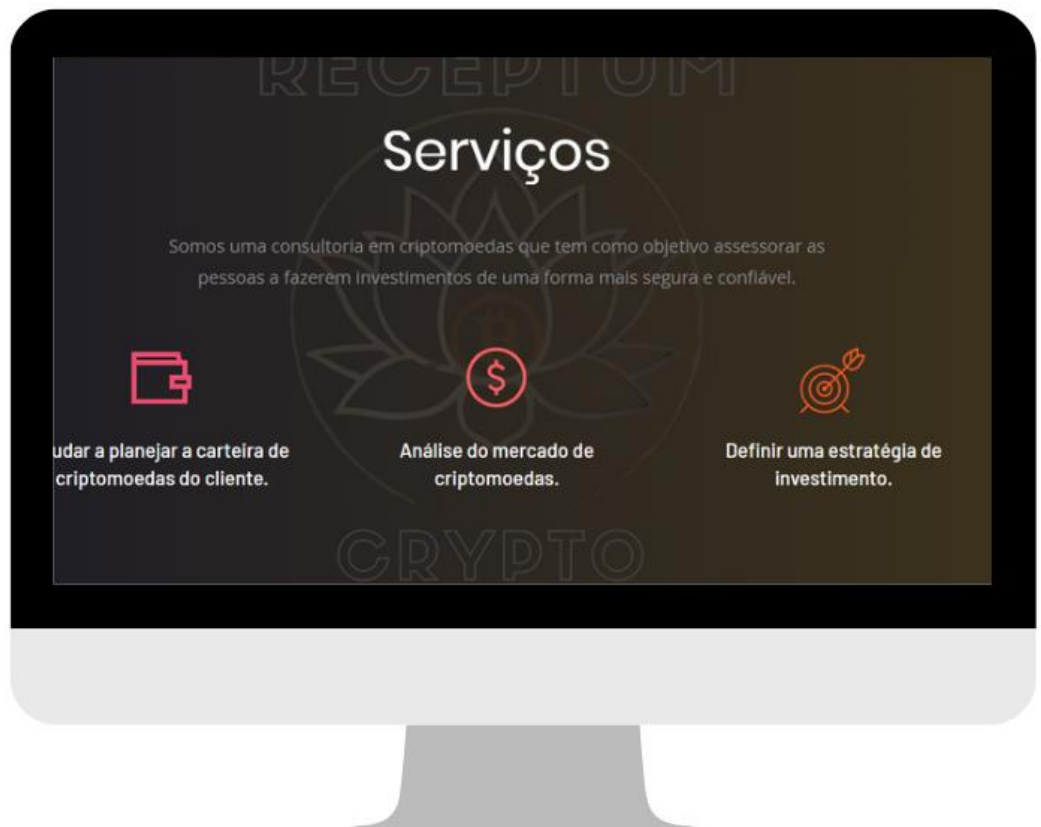 RECEPTUM
Serviços
Somos uma consultoria em criptomoedas que tem como objetivo assessorar as
pessoas a fazerem investimentos de uma forma mais segura e confiável.
udar a planejar a carteira de
criptomoedas do cliente.
Análise do mercado de
criptomoedas.
Definir uma estratégia de
investimento.
CRYPTO